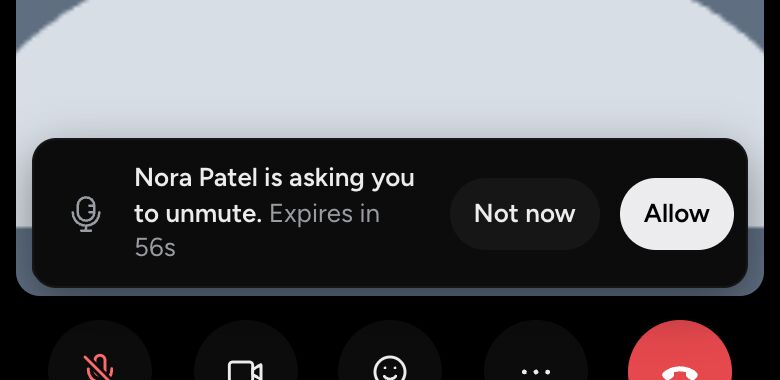 Nora Patel is asking you
to unmute. Expires in
56s
Not now
Allow